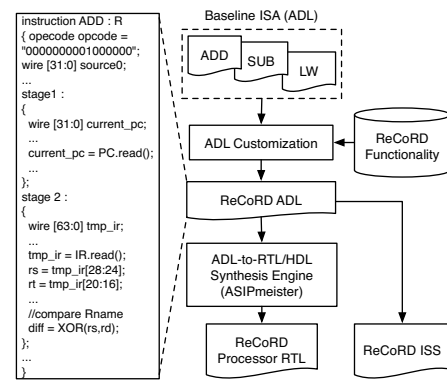 instruction ADD : R
{ opecode opcode =
"0000000001000000";
wire [31:0] source0;
...
stage1 :
{
wire [31:0] current_pc;
...
current_pc = PC.read();
...
};
stage 2 :
{
wire [63:0] tmp_ir;
...
tmp_ir = IR.read();
rs = tmp_ir[28:24];
rt = tmp_ir[20:16];
...
//compare Rname
diff = XOR(rs,rd);
};
...
}
Baseline ISA (ADL)
ADD
SUB
LW
ADL Customization
ReCoRD
Functionality
ReCoRD ADL
ADL-to-RTL/HDL
Synthesis Engine
(ASIPmeister)
ReCoRD
Processor RTL
ReCoRD ISS